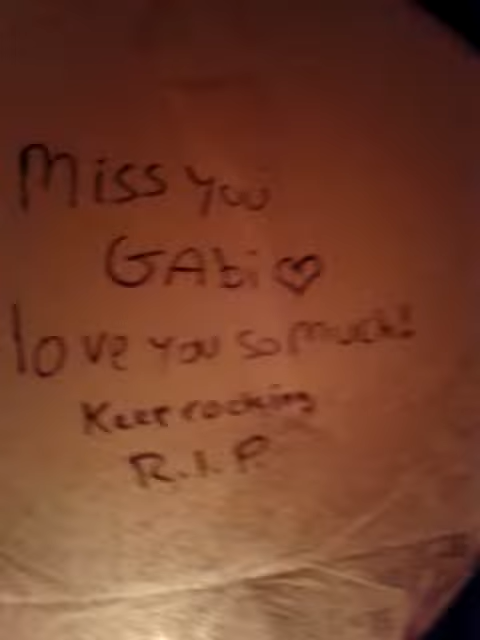 Miss you
GAbi ♡
love you so much!
Keep rocking
R.I.P